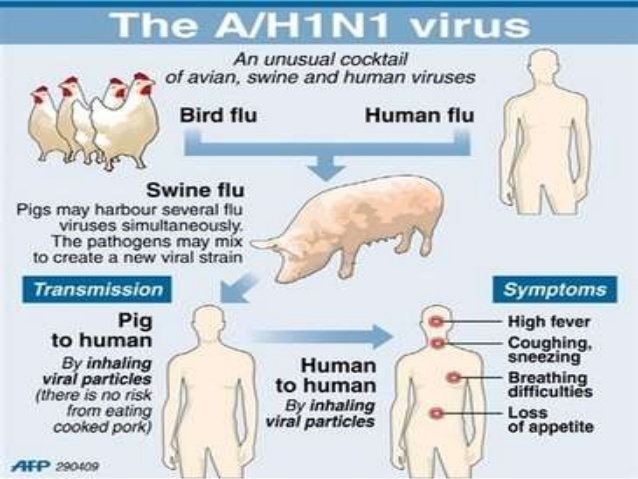 The A/H1N1 virus
An unusual cocktail
of avian, swine and human viruses
Bird flu
Human flu
Swine flu
Pigs may harbour several flu
viruses simultaneously.
The pathogens may mix
to create a new viral strain
Transmission
Pig
to human
By inhaling
viral particles
(there is no risk
from eating
cooked pork)
Human
to human
By inhaling
viral particles
Symptoms
High fever
Coughing,
sneezing
Breathing
difficulties
Loss
of appetite
AFP 290409